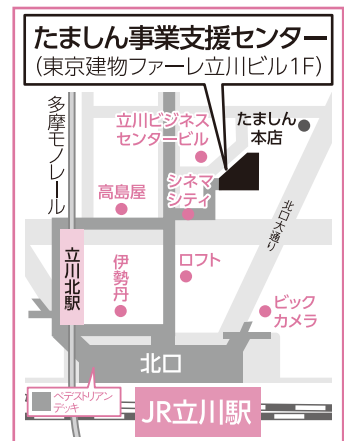 たましん事業支援センター
(東京建物ファーレ立川ビル1F)
多摩モノレール
立川ビジネス
センタービル
たましん
本店
高島屋
シネマ
シティ
北口大通り
立川北駅
伊勢丹
ロフト
ビック
カメラ
北口
ペデストリアン
デッキ
JR立川駅